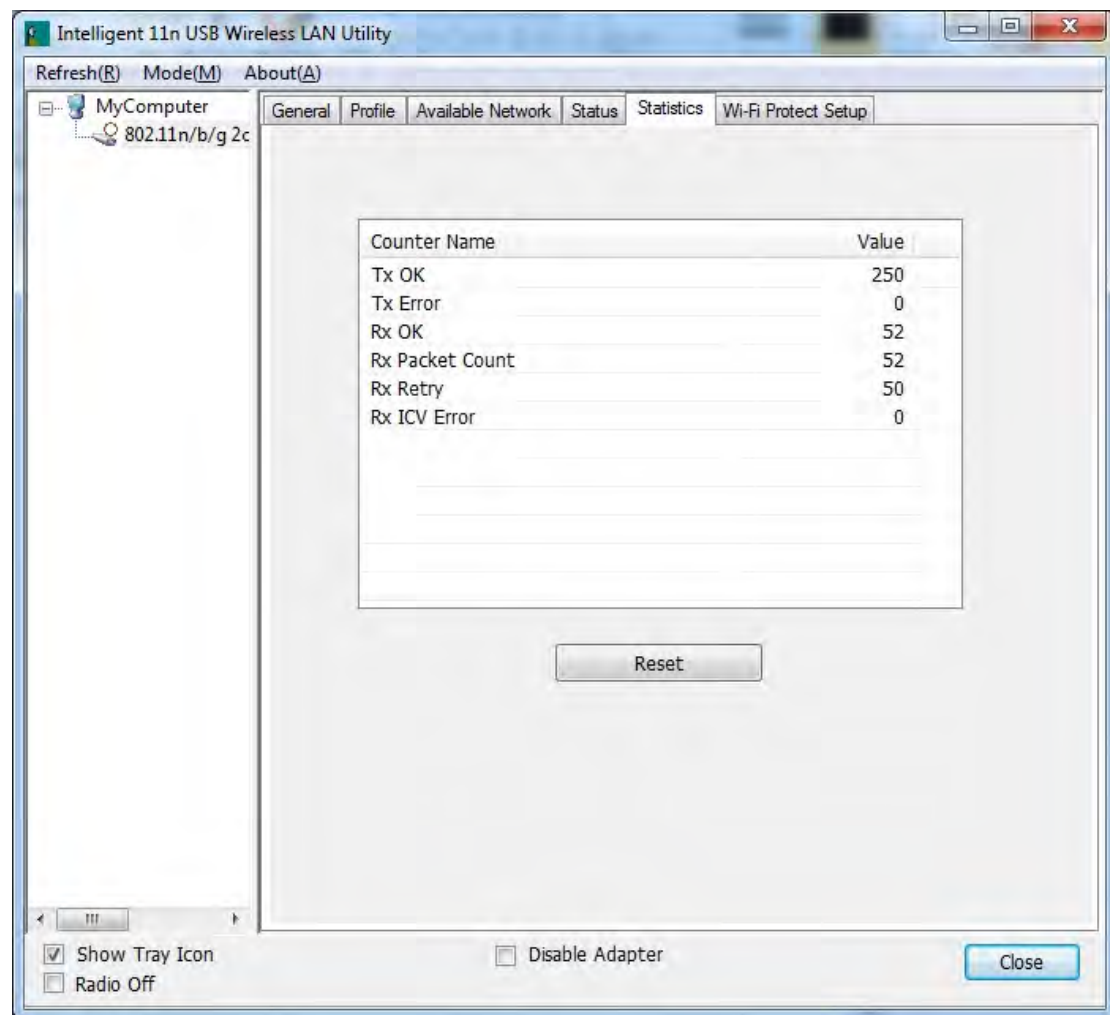 Intelligent 11n USB Wireless LAN Utility
Refresh(R) Mode(M) About(A)
MyComputer
802.11n/b/g 2c
General Profile Available Network Status Statistics Wi-Fi Protect Setup
Counter Name Value
Tx OK 250
Tx Error 0
Rx OK 52
Rx Packet Count 52
Rx Retry 50
Rx ICV Error 0
Reset
Show Tray Icon
Radio Off
Disable Adapter
Close